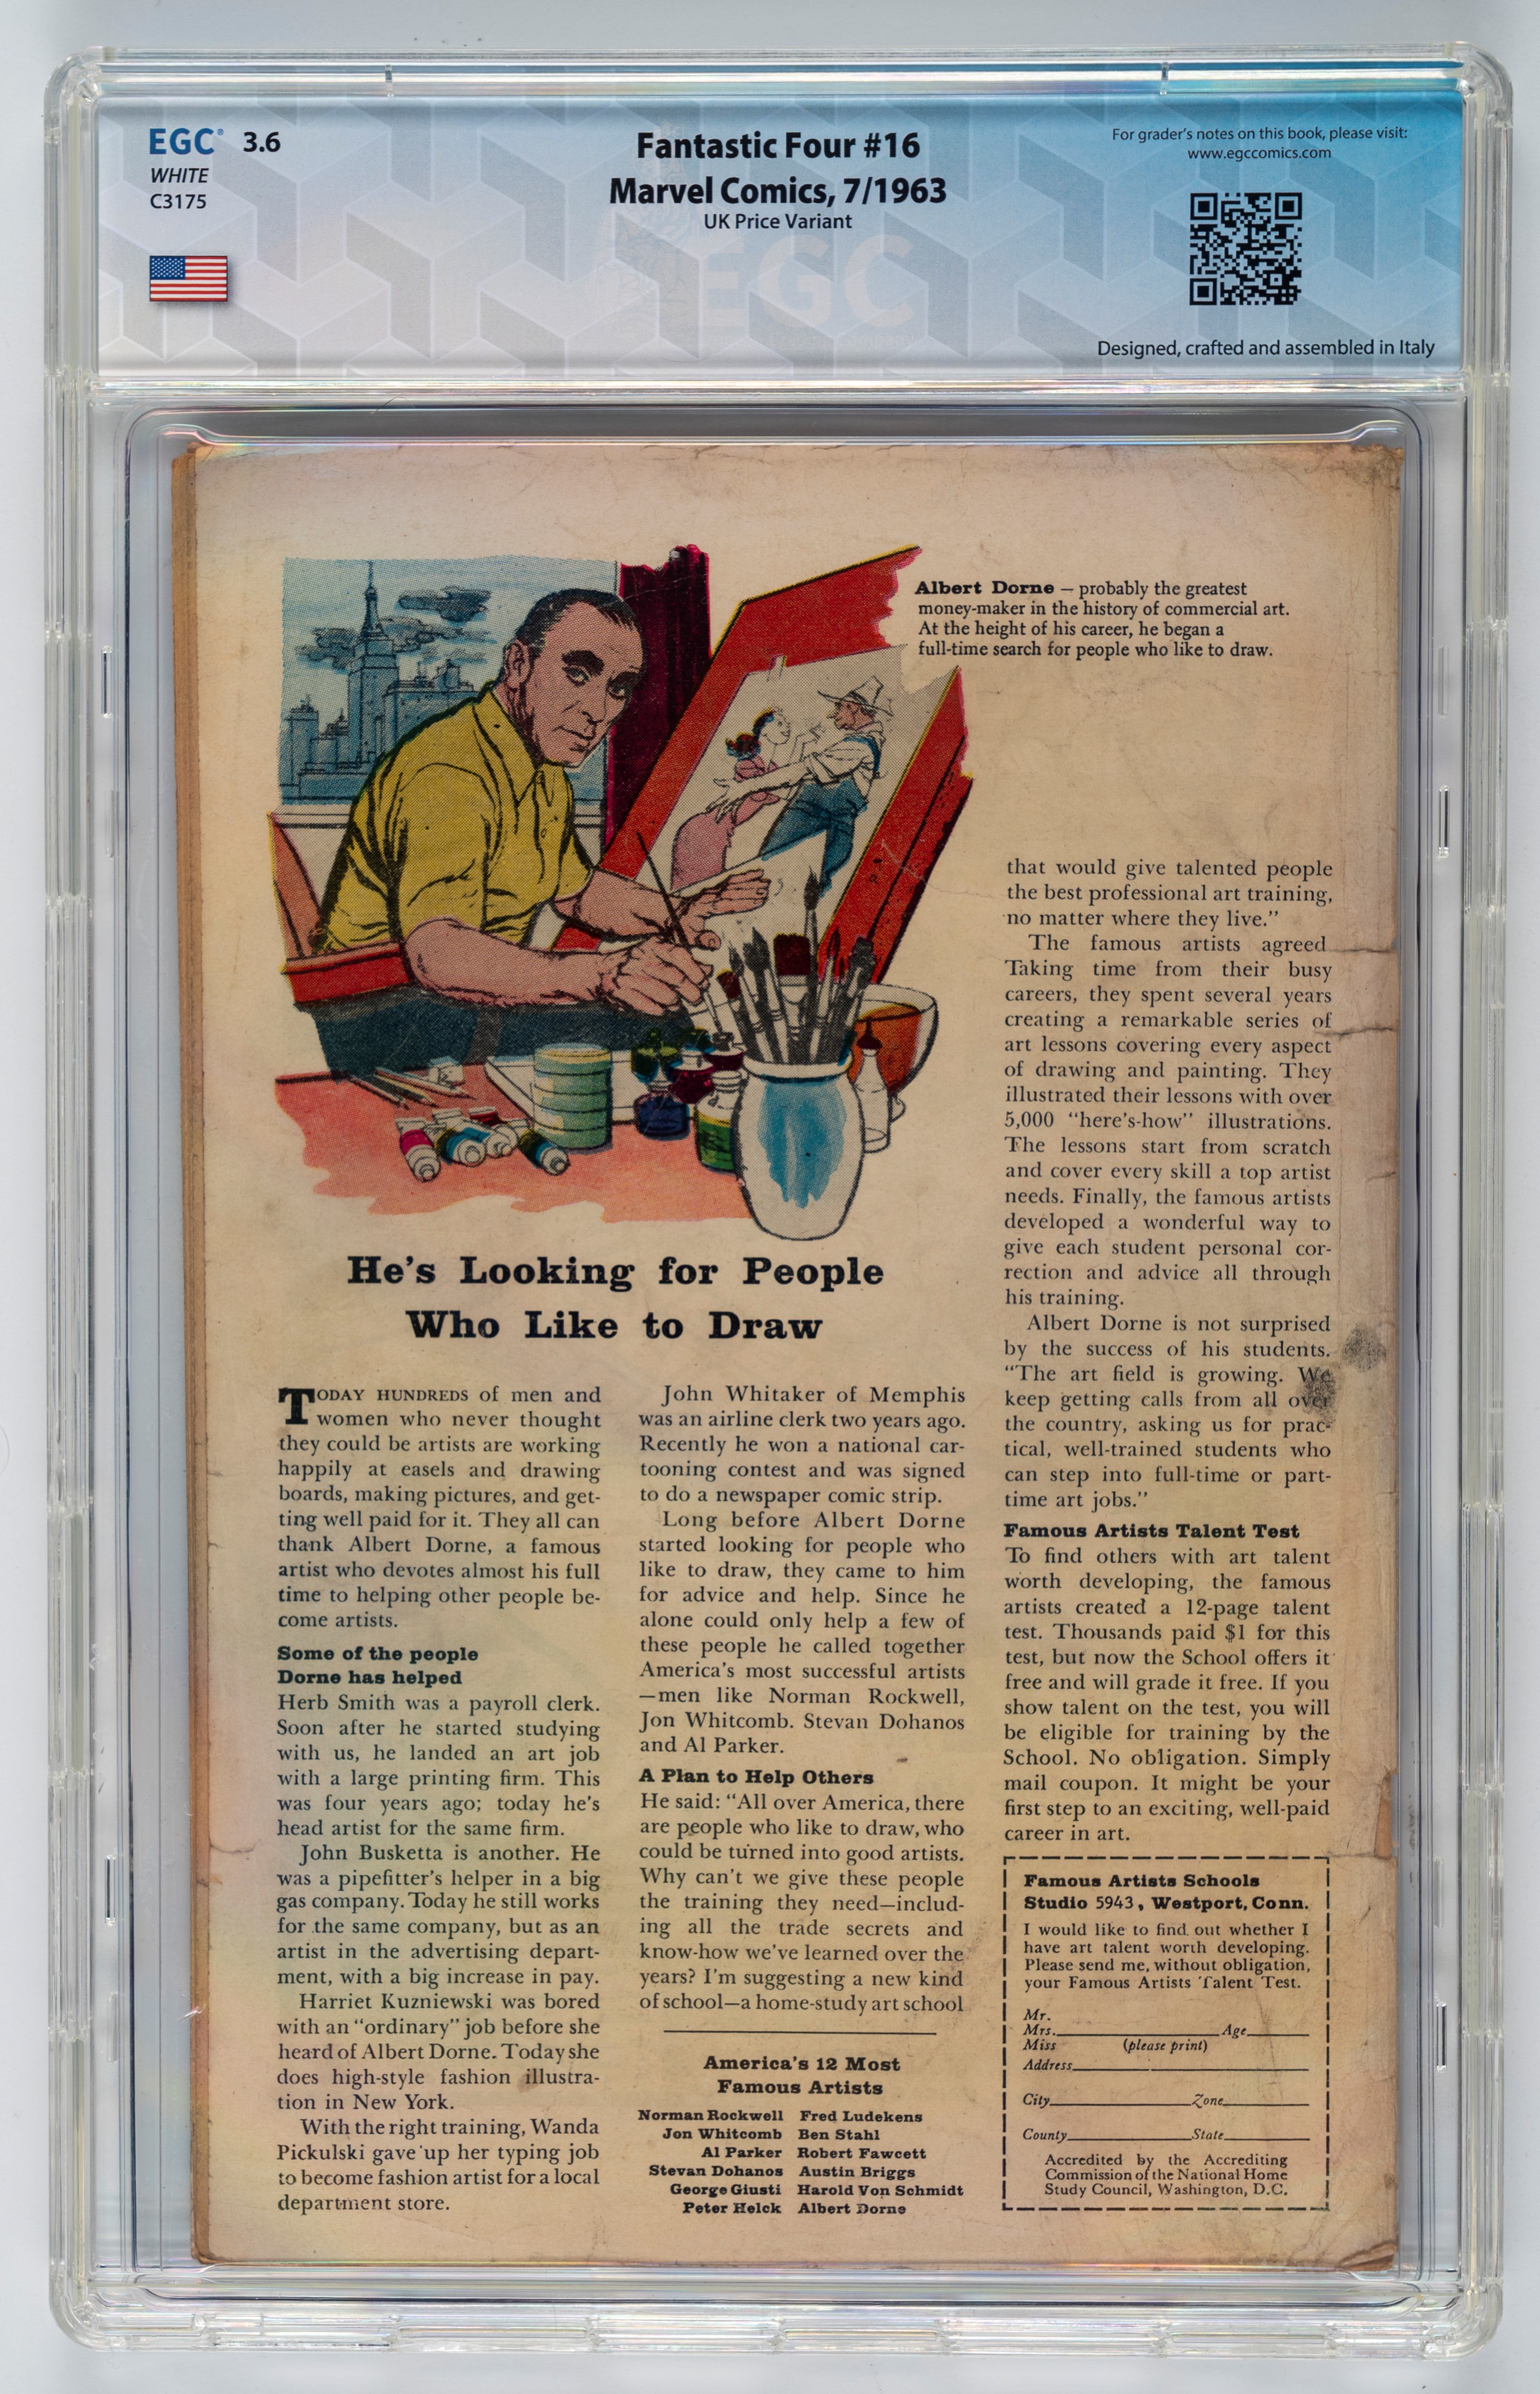 EGC® 3.6
WHITE
C3175
Fantastic Four #16
Marvel Comics, 7/1963
UK Price Variant
EGC
For grader's notes on this book, please visit:
www.egccomics.com
Designed, crafted and assembled in Italy
Albert Dorne — probably the greatest
money-maker in the history of commercial art.
At the height of his career, he began a
full-time search for people who like to draw.
He's Looking for People
Who Like to Draw
TODAY HUNDREDS of men and
women who never thought
they could be artists are working
happily at easels and drawing
boards, making pictures, and get-
ting well paid for it. They all can
thank Albert Dorne, a famous
artist who devotes almost his full
time to helping other people be-
come artists.
Some of the people
Dorne has helped
Herb Smith was a payroll clerk.
Soon after he started studying
with us, he landed an art job
with a large printing firm. This
was four years ago; today he's
head artist for the same firm.
John Busketta is another. He
was a pipefitter's helper in a big
gas company. Today he still works
for the same company, but as an
artist in the advertising depart-
ment, with a big increase in pay.
Harriet Kuzniewski was bored
with an "ordinary" job before she
heard of Albert Dorne. Today she
does high-style fashion illustra-
tion in New York.
With the right training, Wanda
Pickulski gave up her typing job
to become fashion artist for a local
department store.
John Whitaker of Memphis
was an airline clerk two years ago.
Recently he won a national car-
tooning contest and was signed
to do a newspaper comic strip.
Long before Albert Dorne
started looking for people who
like to draw, they came to him
for advice and help. Since he
alone could only help a few of
these people he called together
America's most successful artists
—men like Norman Rockwell,
Jon Whitcomb. Stevan Dohanos
and Al Parker.
A Plan to Help Others
He said: "All over America, there
are people who like to draw, who
could be turned into good artists.
Why can't we give these people
the training they need—includ-
ing all the trade secrets and
know-how we've learned over the
years? I'm suggesting a new kind
of school—a home-study art school
America's 12 Most
Famous Artists
Norman Rockwell Fred Ludekens
Jon Whitcomb Ben Stahl
Al Parker Robert Fawcett
Stevan Dohanos Austin Briggs
George Giusti Harold Von Schmidt
Peter Helck Albert Dorne
that would give talented people
the best professional art training,
no matter where they live."
The famous artists agreed
Taking time from their busy
careers, they spent several years
creating a remarkable series of
art lessons covering every aspect
of drawing and painting. They
illustrated their lessons with over
5,000 "here's-how" illustrations.
The lessons start from scratch
and cover every skill a top artist
needs. Finally, the famous artists
developed a wonderful way to
give each student personal cor-
rection and advice all through
his training.
Albert Dorne is not surprised
by the success of his students.
"The art field is growing. We
keep getting calls from all over
the country, asking us for prac-
tical, well-trained students who
can step into full-time or part-
time art jobs."
Famous Artists Talent Test
To find others with art talent
worth developing, the famous
artists created a 12-page talent
test. Thousands paid $1 for this
test, but now the School offers it
free and will grade it free. If you
show talent on the test, you will
be eligible for training by the
School. No obligation. Simply
mail coupon. It might be your
first step to an exciting, well-paid
career in art.
Famous Artists Schools
Studio 5943, Westport, Conn.
I would like to find out whether I
have art talent worth developing.
Please send me, without obligation,
your Famous Artists Talent Test.
Mr.
Mrs. Age
Miss (please print)
Address
City Zone
County State
Accredited by the Accrediting
Commission of the National Home
Study Council, Washington, D.C.